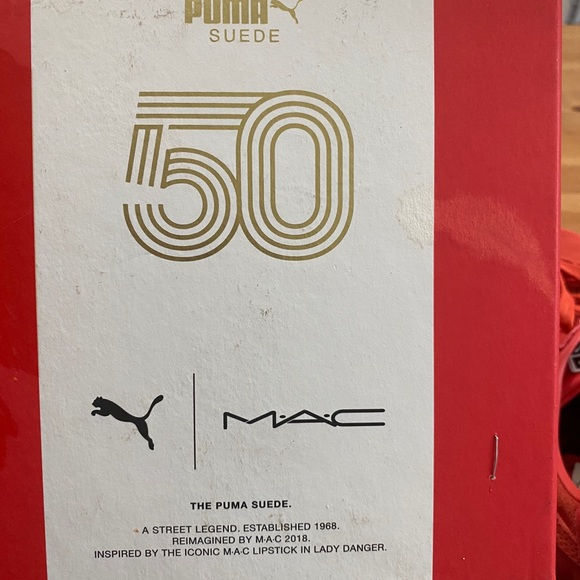 PUMA
SUEDE
50
M·A·C
THE PUMA SUEDE.
A STREET LEGEND. ESTABLISHED 1968.
REIMAGINED BY M·A·C 2018.
INSPIRED BY THE ICONIC M·A·C LIPSTICK IN LADY DANGER.